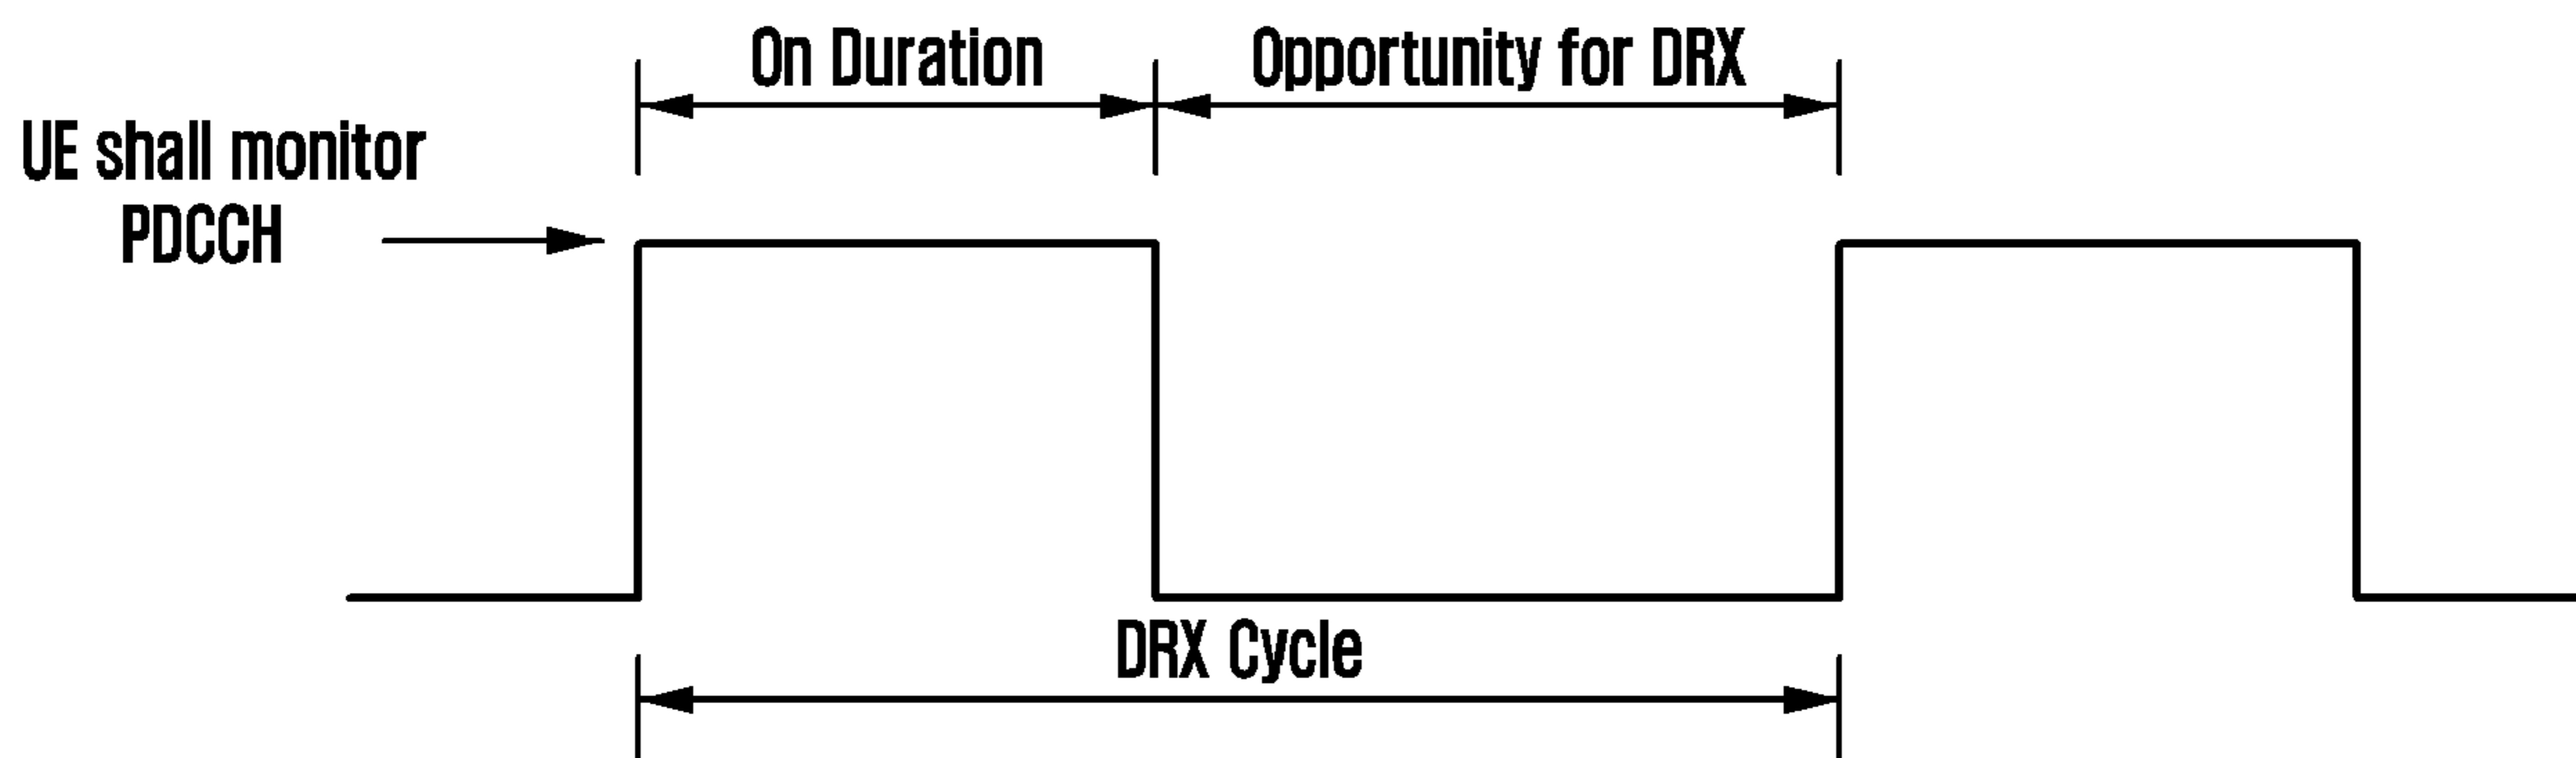 On Duration
Opportunity for DRX
UE shall monitor
PDCCH
DRX Cycle